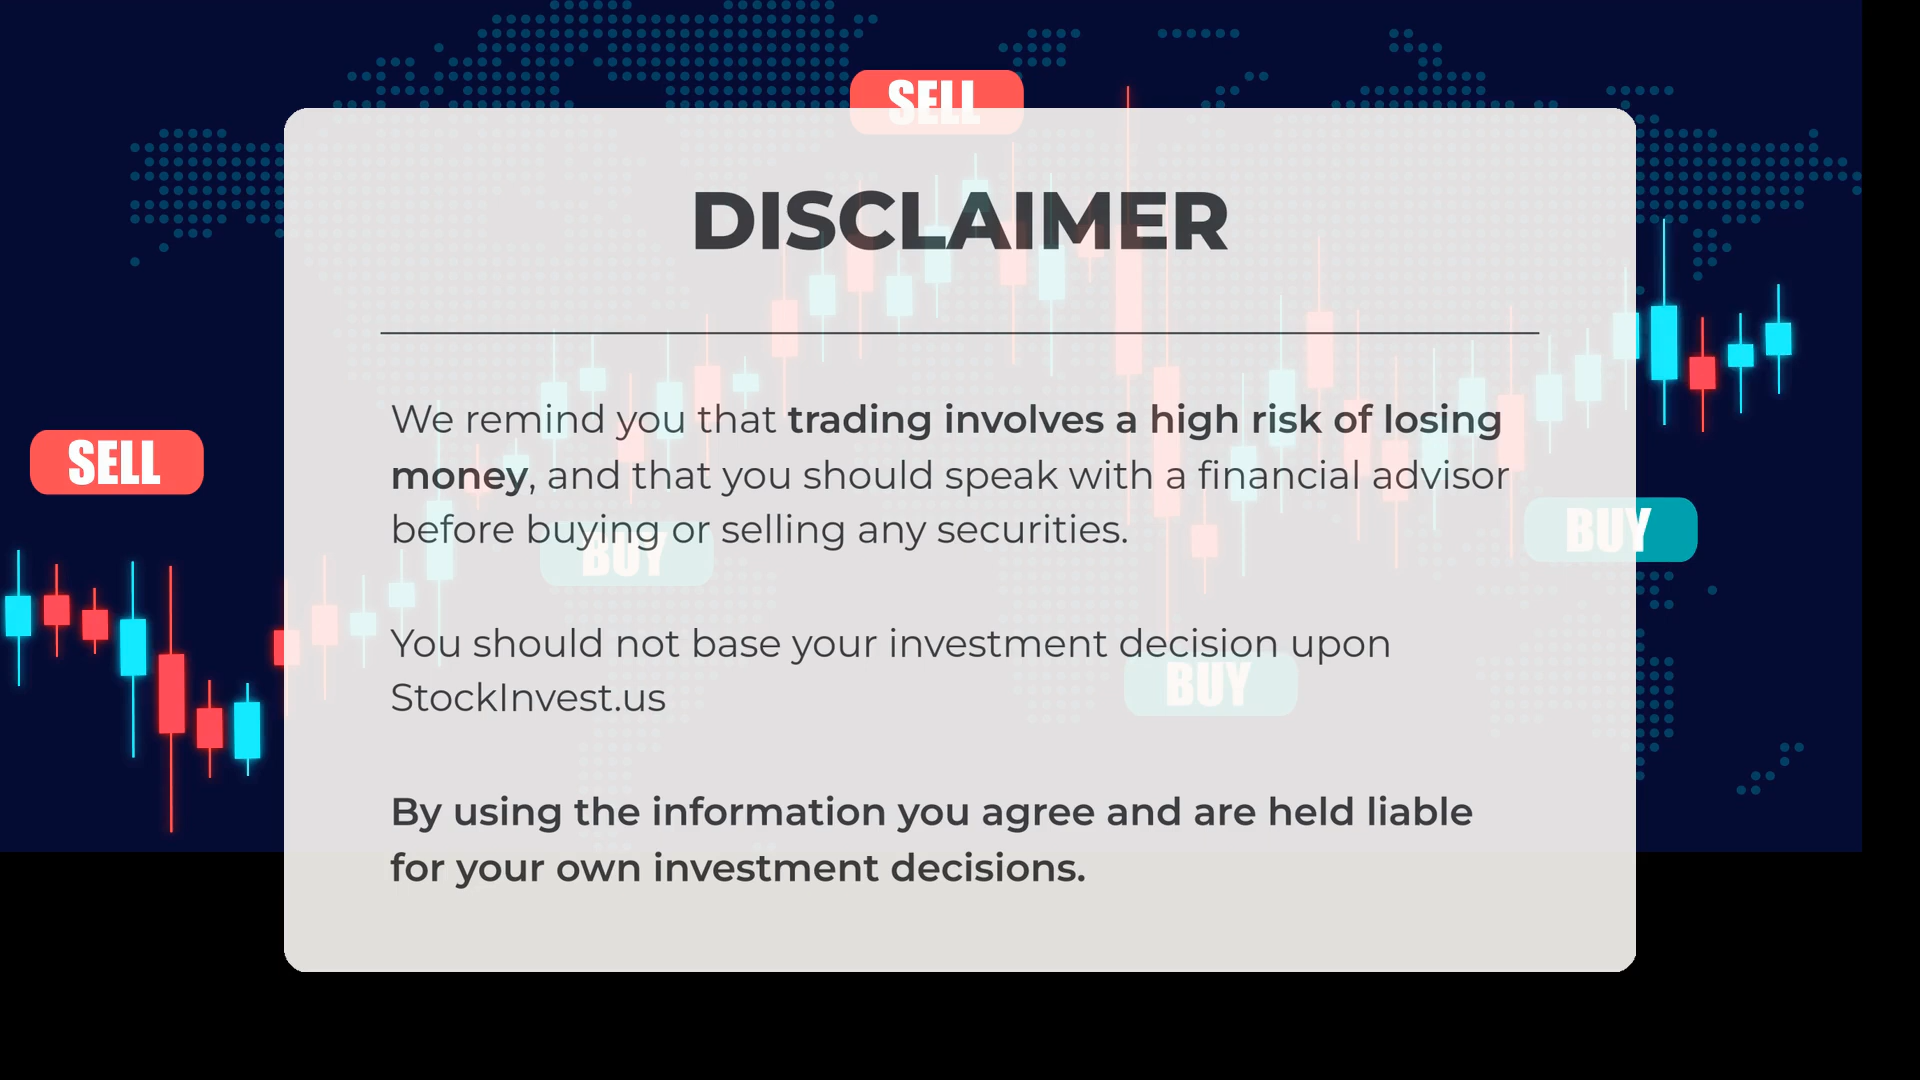 SELL
DISCLAIMER
We remind you that trading involves a high risk of losing
money, and that you should speak with a financial advisor
before buying or selling any securities.
SELL
BUY
BUY
You should not base your investment decision upon
StockInvest.us
BUY
By using the information you agree and are held liable
for your own investment decisions.